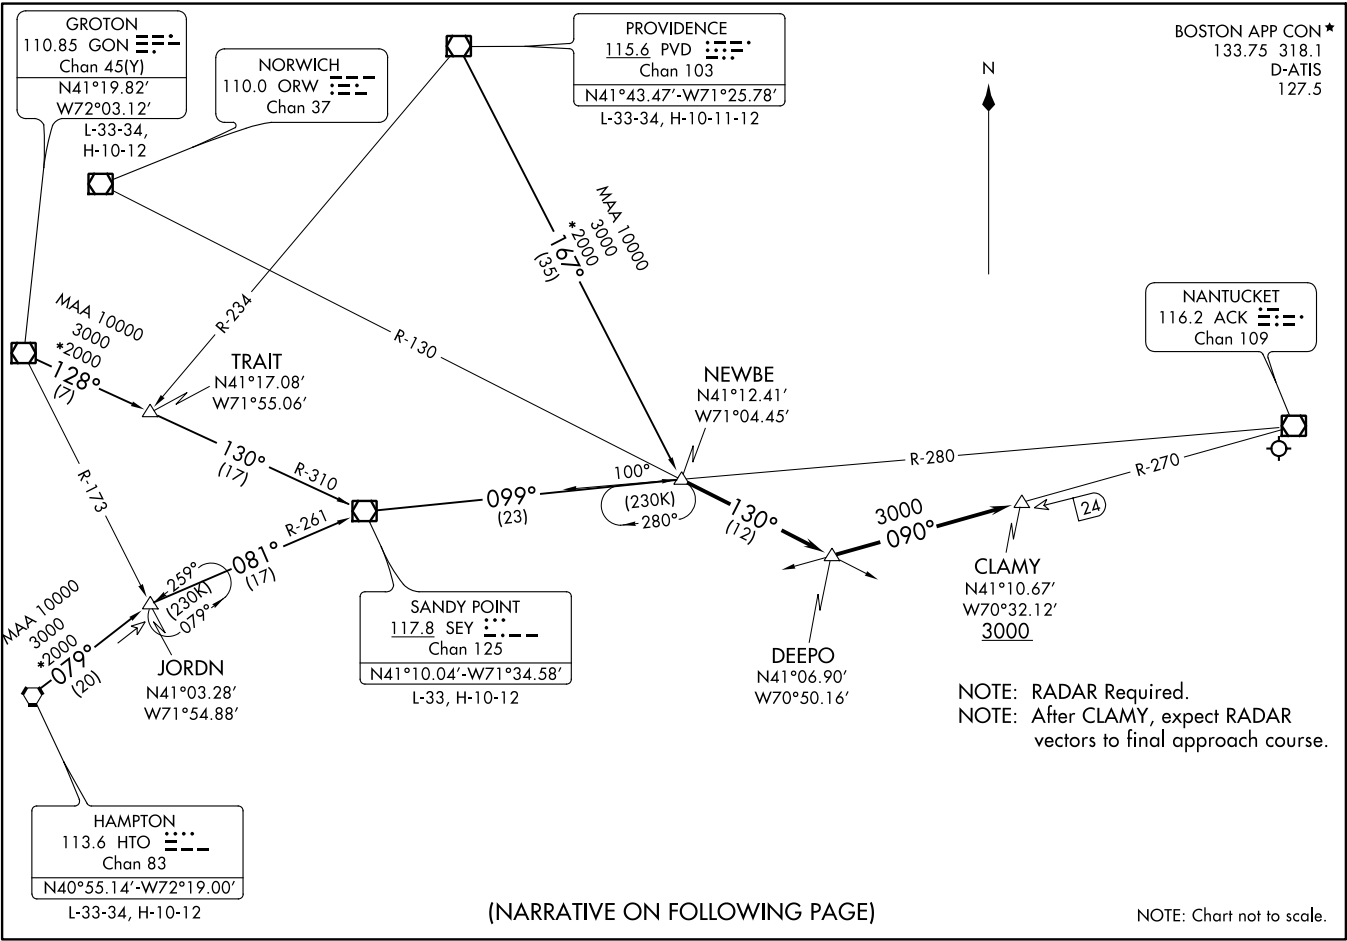 GROTON
110.85 GON
Chan 45(Y)
N41°19.82′
W72°03.12′
L-33-34,
H-10-12
NORWICH
110.0 ORW
Chan 37
PROVIDENCE
115.6 PVD
Chan 103
N41°43.47′-W71°25.78′
L-33-34, H-10-11-12
BOSTON APP CON★
133.75 318.1
D-ATIS
127.5
N
MAA 10000
3000
*2000
167°
(35)
NANTUCKET
116.2 ACK
Chan 109
MAA 10000
3000
*2000
128°
(7)
R-234
R-130
TRAIT
N41°17.08′
W71°55.06′
NEWBE
N41°12.41′
W71°04.45′
130°
(17)
R-310
R-173
099°
(23)
100°
(230K)
280°
R-280
R-270
24
130°
(12)
3000
090°
R-261
081°
(17)
259°
(230K)
079°
MAA 10000
3000
*2000
079°
(20)
JORDN
N41°03.28′
W71°54.88′
SANDY POINT
117.8 SEY
Chan 125
N41°10.04′-W71°34.58′
L-33, H-10-12
CLAMY
N41°10.67′
W70°32.12′
3000
DEEPO
N41°06.90′
W70°50.16′
NOTE: RADAR Required.
NOTE: After CLAMY, expect RADAR
vectors to final approach course.
HAMPTON
113.6 HTO
Chan 83
N40°55.14′-W72°19.00′
L-33-34, H-10-12
(NARRATIVE ON FOLLOWING PAGE)
NOTE: Chart not to scale.